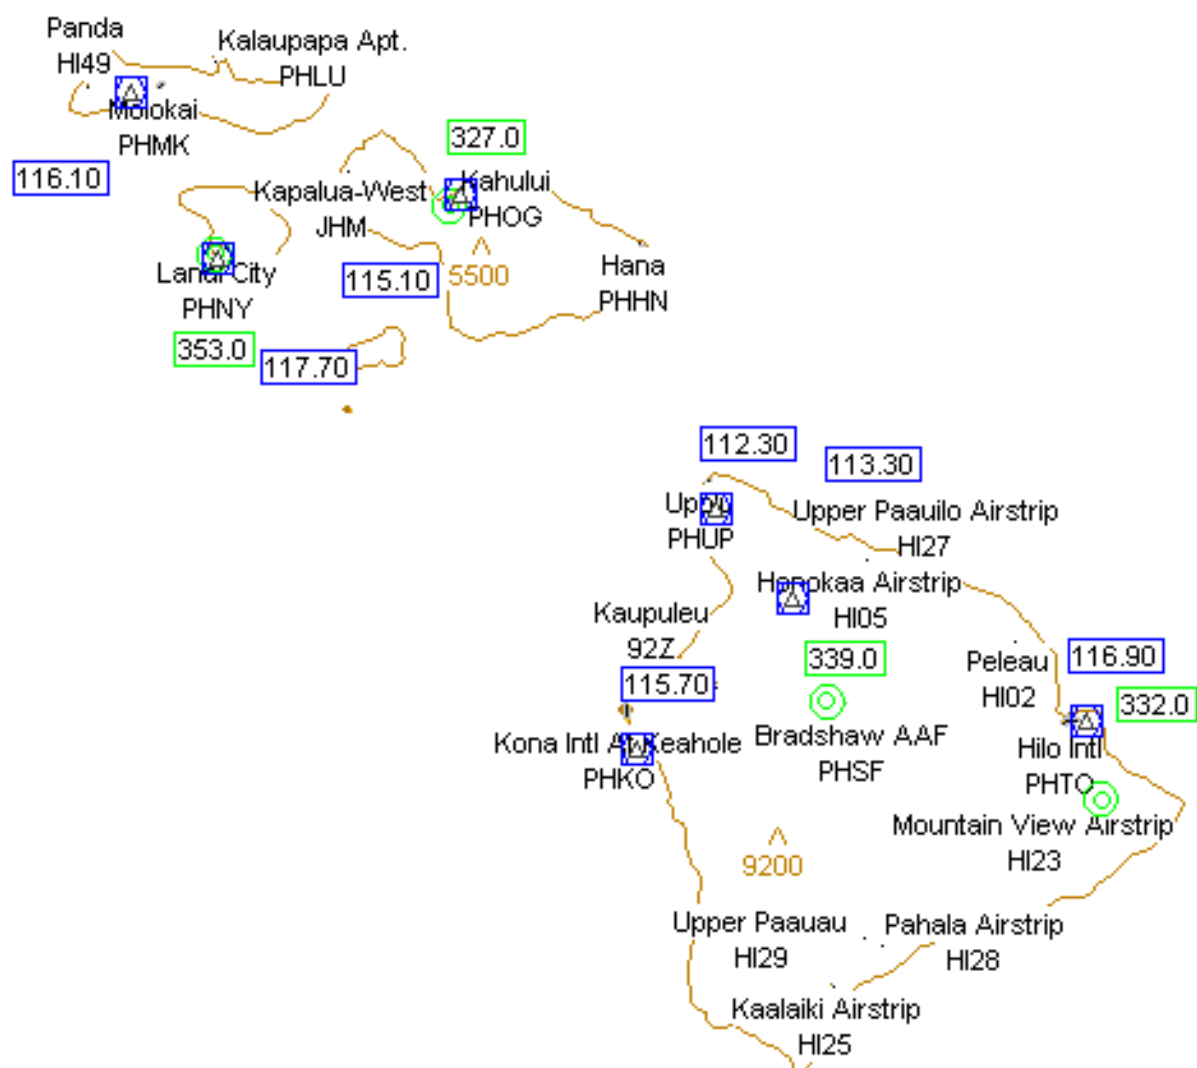 Panda
HI49
Kalaupapa Apt.
PHLU
Molokai
PHMK
116.10
327.0
Kapalua-West
JHM
Kahului
PHOG
Hana
PHHN
115.10
5500
Lanai City
PHNY
353.0
117.70
112.30
113.30
Upolu
PHUP
Upper Paauilo Airstrip
HI27
Honokaa Airstrip
HI05
Kaupuleu
92Z
339.0
Peleau
HI02
116.90
115.70
332.0
Kona Intl At Keahole
PHKO
Bradshaw AAF
PHSF
Hilo Intl
PHTO
Mountain View Airstrip
HI23
9200
Upper Paauau
HI29
Pahala Airstrip
HI28
Kaalaiki Airstrip
HI25